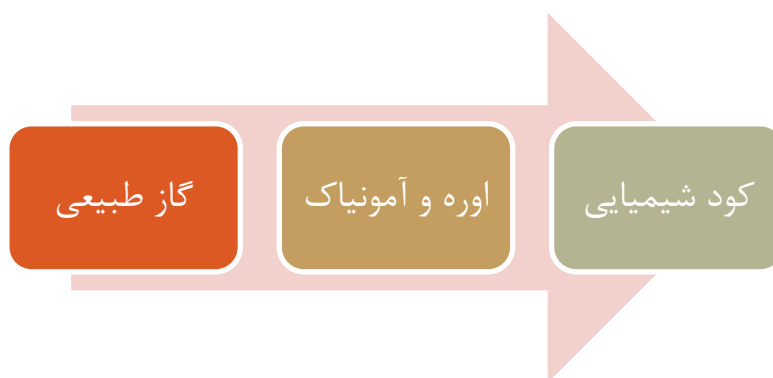 گاز طبیعی
اوره و آمونیاک
کود شیمیایی